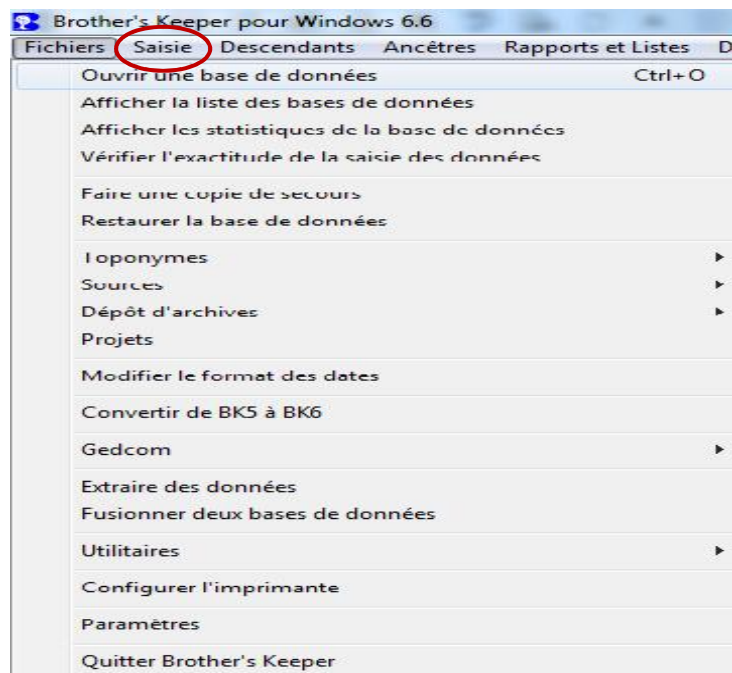 Brother's Keeper pour Windows 6.6
Fichiers Saisie Descendants Ancêtres Rapports et Listes D
Ouvrir une base de données Ctrl+O
Afficher la liste des bases de données
Afficher les statistiques de la base de données
Vérifier l'exactitude de la saisie des données
Faire une copie de secours
Restaurer la base de données
Toponymes
Sources
Dépôt d'archives
Projets
Modifier le format des dates
Convertir de BK5 à BK6
Gedcom
Extraire des données
Fusionner deux bases de données
Utilitaires
Configurer l'imprimante
Paramètres
Quitter Brother's Keeper